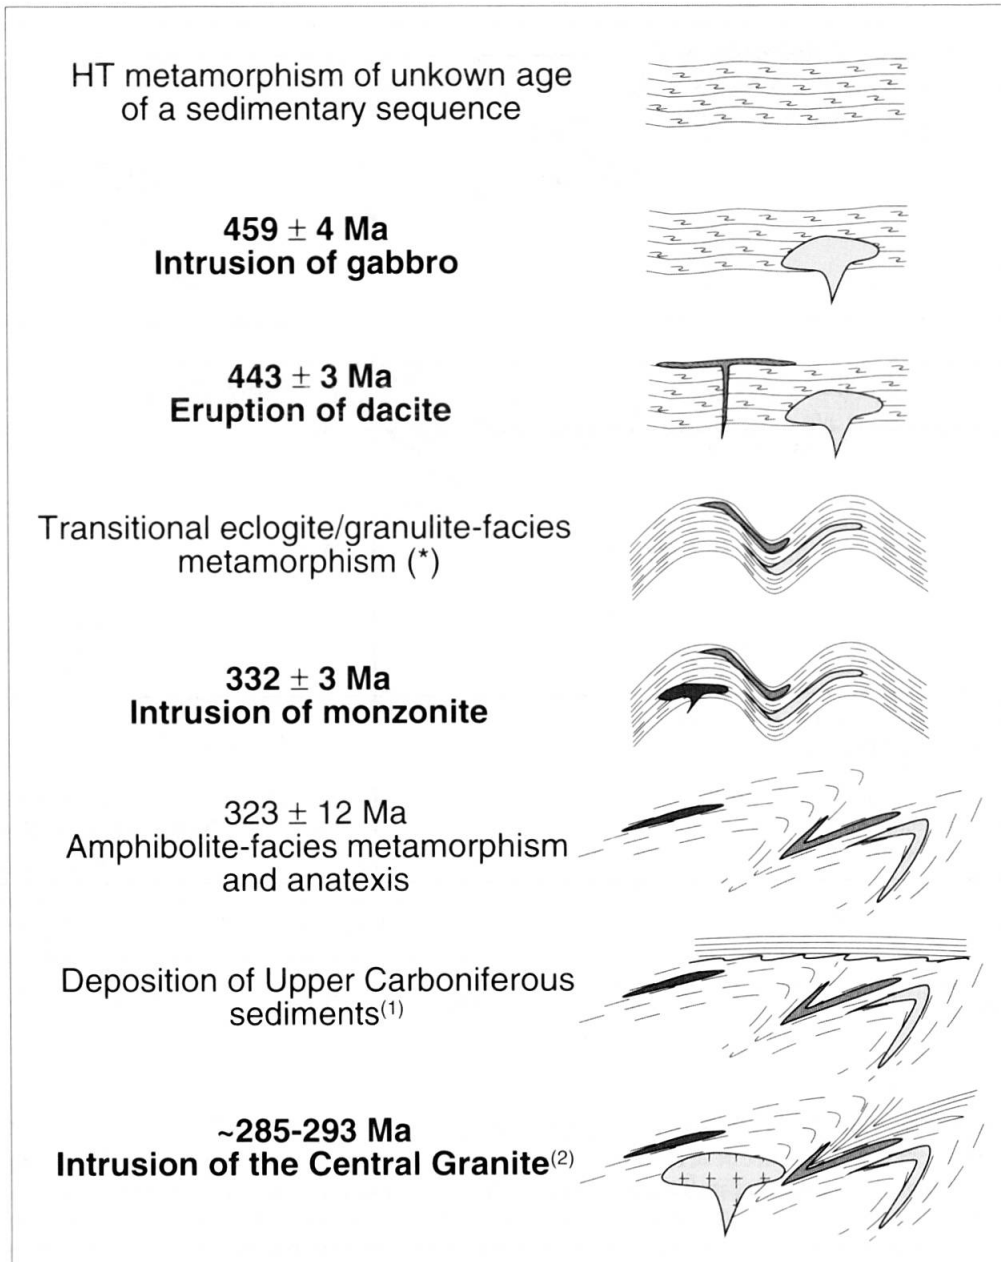 HT metamorphism of unkown age
of a sedimentary sequence
459 ± 4 Ma
Intrusion of gabbro
443 ± 3 Ma
Eruption of dacite
Transitional eclogite/granulite-facies
metamorphism (*)
332 ± 3 Ma
Intrusion of monzonite
323 ± 12 Ma
Amphibolite-facies metamorphism
and anatexis
Deposition of Upper Carboniferous
sediments(1)
~285-293 Ma
Intrusion of the Central Granite(2)